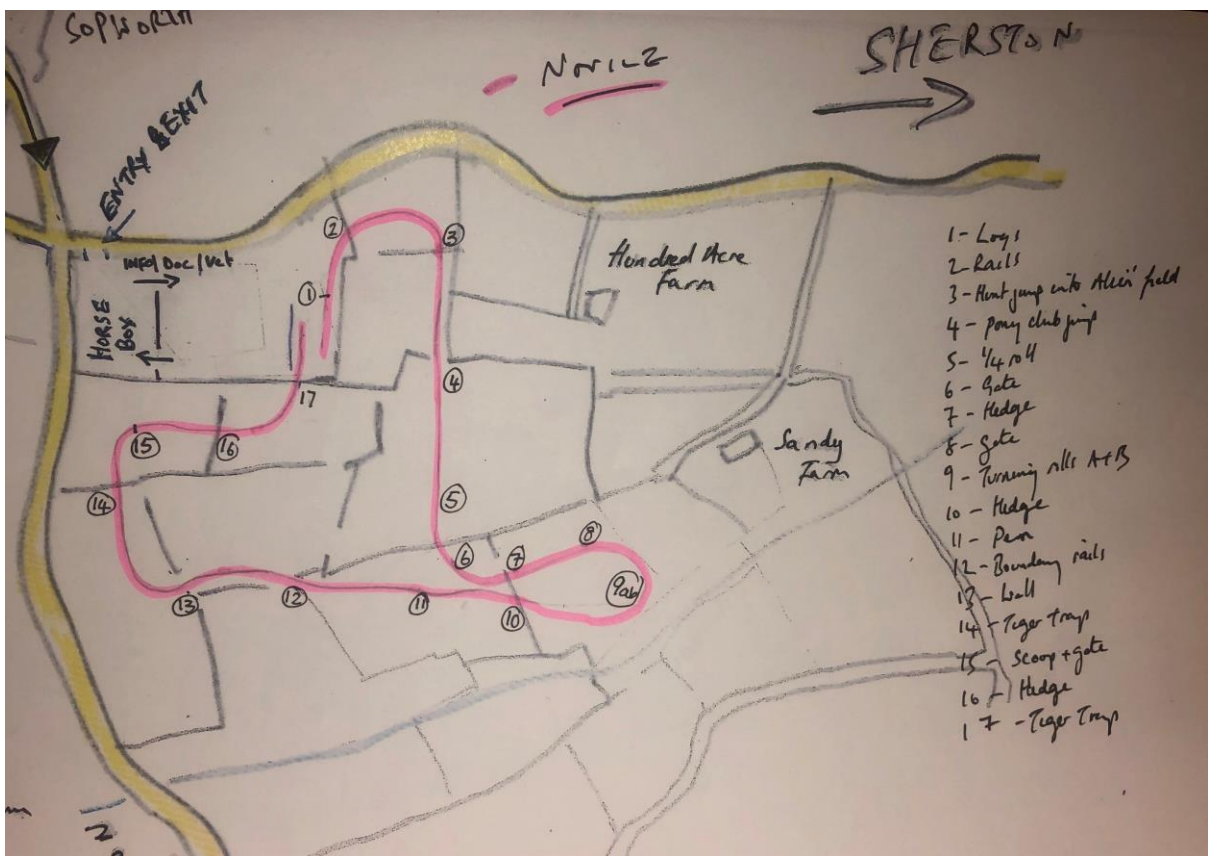 SOPWORTH
NOVICE
SHERSTON
ENTRY & EXIT
INFO/Doc/Vet
HORSE
BOX
Hundred Acre
Farm
Sandy
Farm
1
2
3
4
5
6
7
8
9ab
10
11
12
13
14
15
16
17
1 - Logs
2 - Rails
3 - Hunt jump into field
4 - Pony club jump
5 - 1/4 roll
6 - Gate
7 - Hedge
8 - Gate
9 - Turning rails A+B
10 - Hedge
11 -
12 - Boundary rails
13 - Wall
14 - Tiger Trap
15 - Scoop + gate
16 - Hedge
17 - Tiger Trap
2